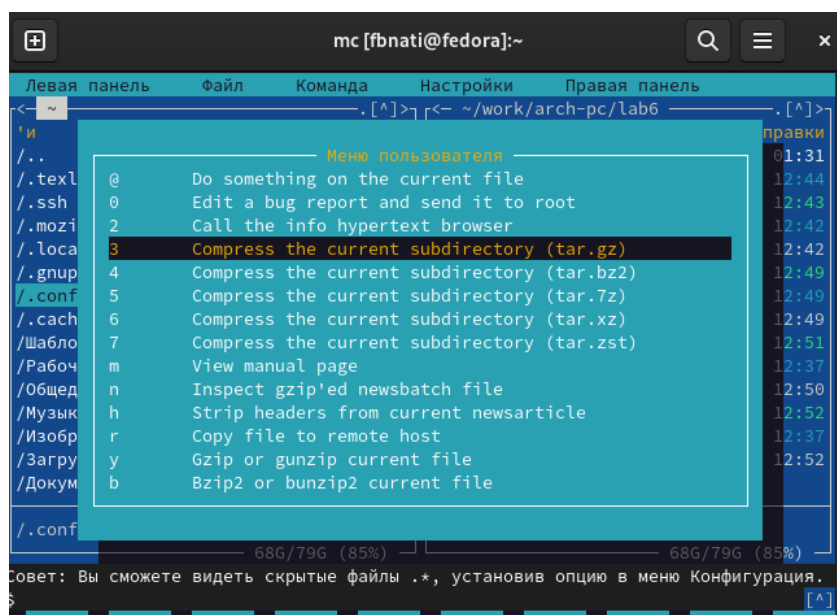 mc [fbnati@fedora]:~
Левая панель Файл Команда Настройки Правая панель
<— ~ .[^]> <— ~/work/arch-pc/lab6 .[^]>
'и правки
/.. 01:31
Меню пользователя
/.texl @ Do something on the current file 12:44
/.ssh 0 Edit a bug report and send it to root 12:43
/.mozi 2 Call the info hypertext browser 12:42
/.loca 3 Compress the current subdirectory (tar.gz) 12:42
/.gnup 4 Compress the current subdirectory (tar.bz2) 12:49
/.conf 5 Compress the current subdirectory (tar.7z) 12:49
/.cach 6 Compress the current subdirectory (tar.xz) 12:49
/Шабло 7 Compress the current subdirectory (tar.zst) 12:51
/Рабоч m View manual page 12:37
/Общед n Inspect gzip'ed newsbatch file 12:50
/Музык h Strip headers from current newsarticle 12:52
/Изобр r Copy file to remote host 12:37
/Загру y Gzip or gunzip current file 12:52
/Докум b Bzip2 or bunzip2 current file
/.conf
68G/79G (85%) 68G/79G (85%)
Совет: Вы сможете видеть скрытые файлы .*, установив опцию в меню Конфигурация.
$ [^]